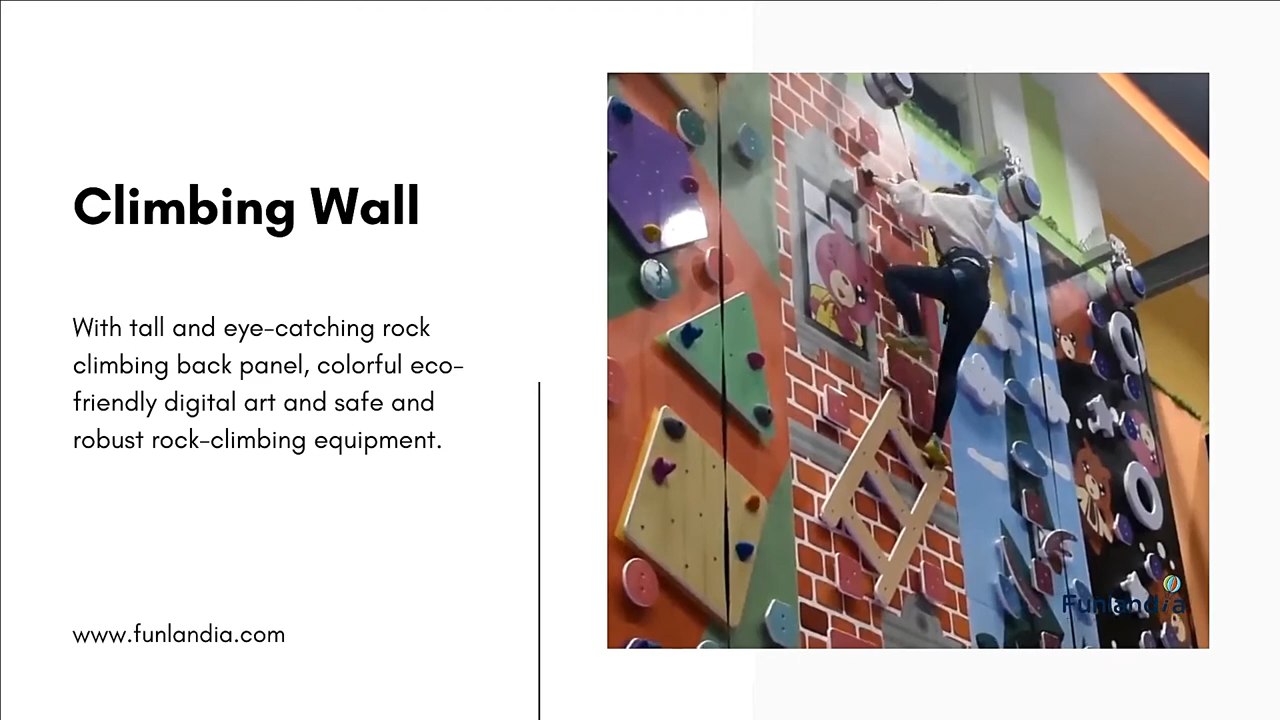 Climbing Wall
With tall and eye-catching rock
climbing back panel, colorful eco-
friendly digital art and safe and
robust rock-climbing equipment.
www.funlandia.com
Funlandia